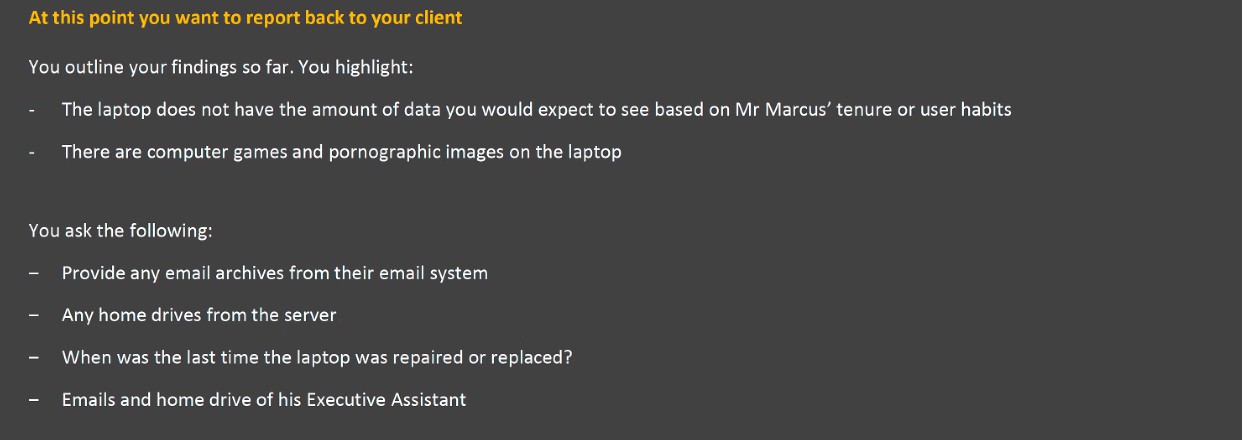 At this point you want to report back to your client
You outline your findings so far. You highlight:
- The laptop does not have the amount of data you would expect to see based on Mr Marcus’ tenure or user habits
- There are computer games and pornographic images on the laptop
You ask the following:
– Provide any email archives from their email system
– Any home drives from the server
– When was the last time the laptop was repaired or replaced?
– Emails and home drive of his Executive Assistant